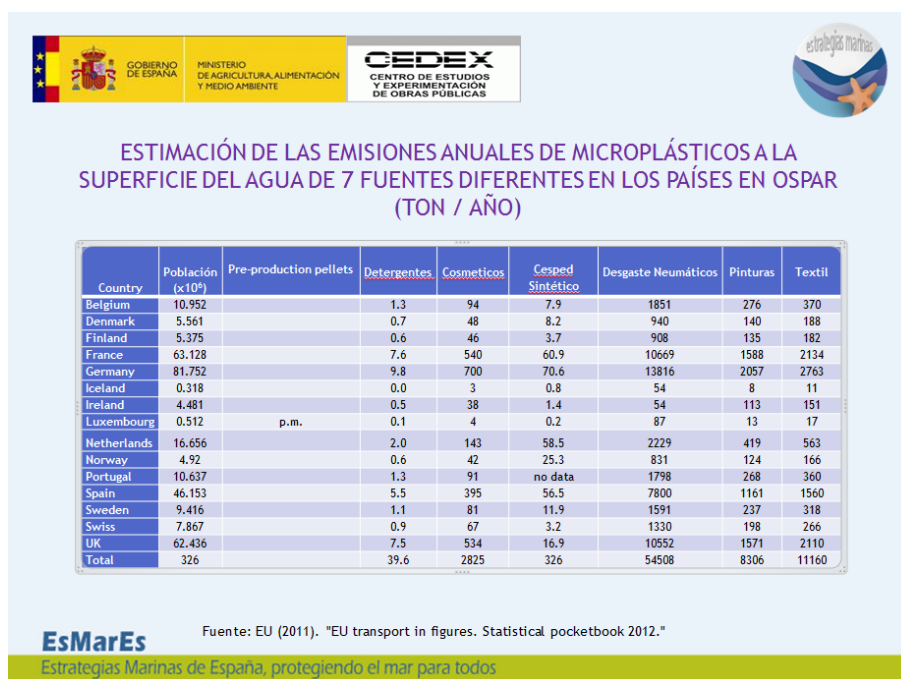 GOBIERNO
DE ESPAÑA
MINISTERIO
DE AGRICULTURA, ALIMENTACIÓN
Y MEDIO AMBIENTE
CEDEX
CENTRO DE ESTUDIOS
Y EXPERIMENTACIÓN
DE OBRAS PÚBLICAS
estrategias marinas
ESTIMACIÓN DE LAS EMISIONES ANUALES DE MICROPLÁSTICOS A LA
SUPERFICIE DEL AGUA DE 7 FUENTES DIFERENTES EN LOS PAÍSES EN OSPAR
(TON / AÑO)
Country Población (x10⁶) Pre-production pellets Detergentes Cosmeticos Cesped Sintético Desgaste Neumáticos Pinturas Textil
Belgium 10.952 1.3 94 7.9 1851 276 370
Denmark 5.561 0.7 48 8.2 940 140 188
Finland 5.375 0.6 46 3.7 908 135 182
France 63.128 7.6 540 60.9 10669 1588 2134
Germany 81.752 9.8 700 70.6 13816 2057 2763
Iceland 0.318 0.0 3 0.8 54 8 11
Ireland 4.481 0.5 38 1.4 54 113 151
Luxembourg 0.512 p.m. 0.1 4 0.2 87 13 17
Netherlands 16.656 2.0 143 58.5 2229 419 563
Norway 4.92 0.6 42 25.3 831 124 166
Portugal 10.637 1.3 91 no data 1798 268 360
Spain 46.153 5.5 395 56.5 7800 1161 1560
Sweden 9.416 1.1 81 11.9 1591 237 318
Swiss 7.867 0.9 67 3.2 1330 198 266
UK 62.436 7.5 534 16.9 10552 1571 2110
Total 326 39.6 2825 326 54508 8306 11160
Fuente: EU (2011). "EU transport in figures. Statistical pocketbook 2012."
EsMarEs
Estrategias Marinas de España, protegiendo el mar para todos